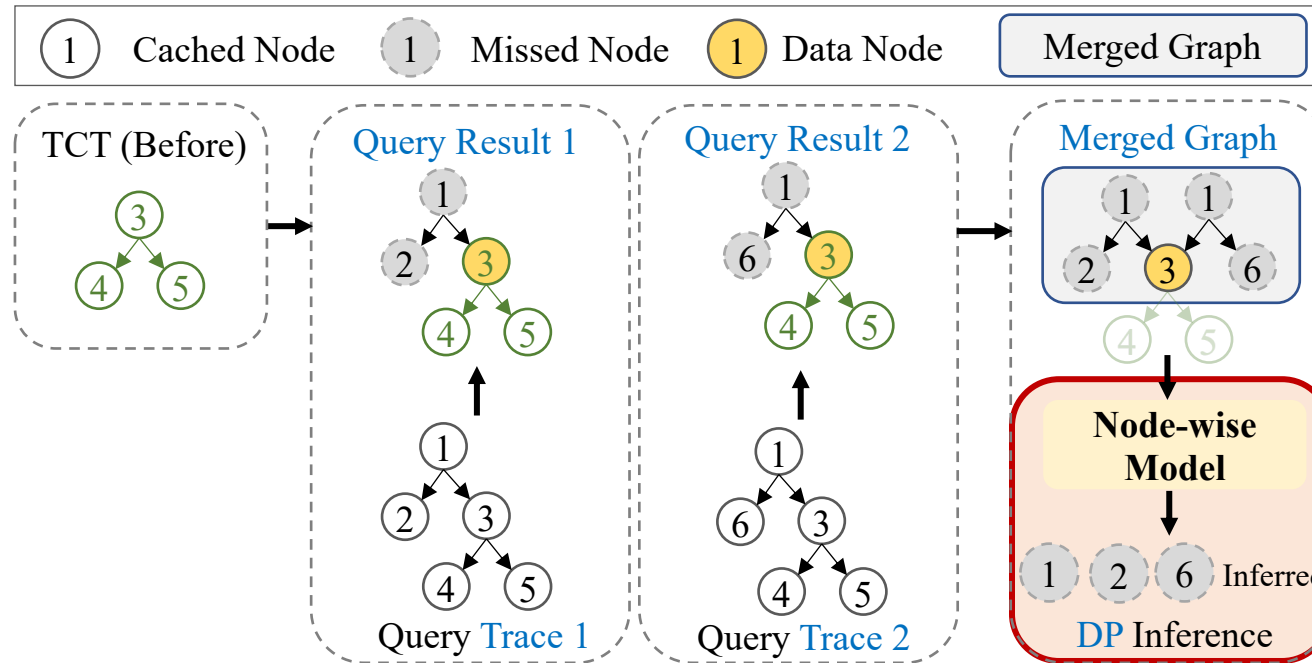 1 Cached Node 1 Missed Node 1 Data Node Merged Graph
TCT (Before)
3
4 5
Query Result 1
1
2 3
4 5
1
2 3
4 5
Query Trace 1
Query Result 2
1
6 3
4 5
1
6 3
4 5
Query Trace 2
Merged Graph
1 1
2 3 6
4 5
Node-wise
Model
1 2 6 Inferred
DP Inference